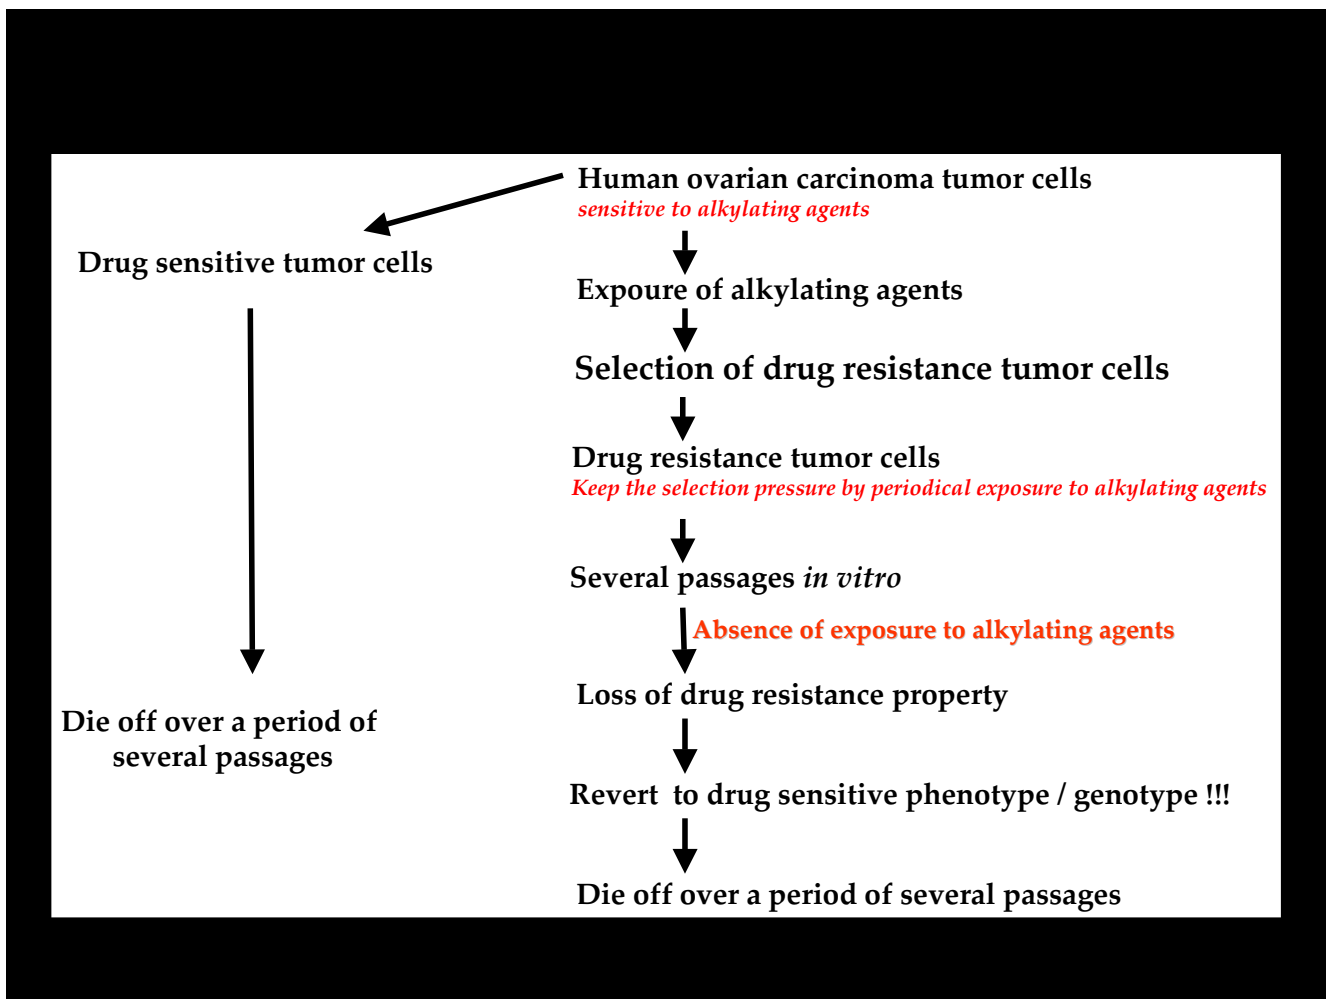 Human ovarian carcinoma tumor cells
sensitive to alkylating agents
Drug sensitive tumor cells
Expoure of alkylating agents
Selection of drug resistance tumor cells
Drug resistance tumor cells
Keep the selection pressure by periodical exposure to alkylating agents
Several passages in vitro
Absence of exposure to alkylating agents
Loss of drug resistance property
Die off over a period of
several passages
Revert to drug sensitive phenotype / genotype !!!
Die off over a period of several passages